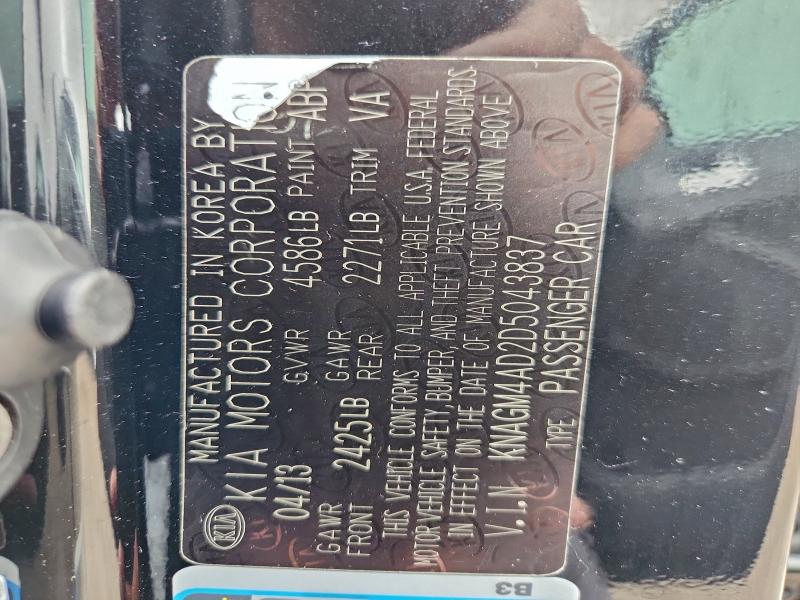 MANUFACTURED IN KOREA BY
KIA KIA MOTORS CORPORATION
04/13 GVWR 4586LB PAINT ABP
GAWR FRONT 2425LB GAWR REAR 2271LB TRIM VA
THIS VEHICLE CONFORMS TO ALL APPLICABLE U.S.A. FEDERAL
MOTOR VEHICLE SAFETY, BUMPER AND THEFT PREVENTION STANDARDS
IN EFFECT ON THE DATE OF MANUFACTURE SHOWN ABOVE
V.I.N KNAGM4AD2D5043837
TYPE PASSENGER CAR
B3